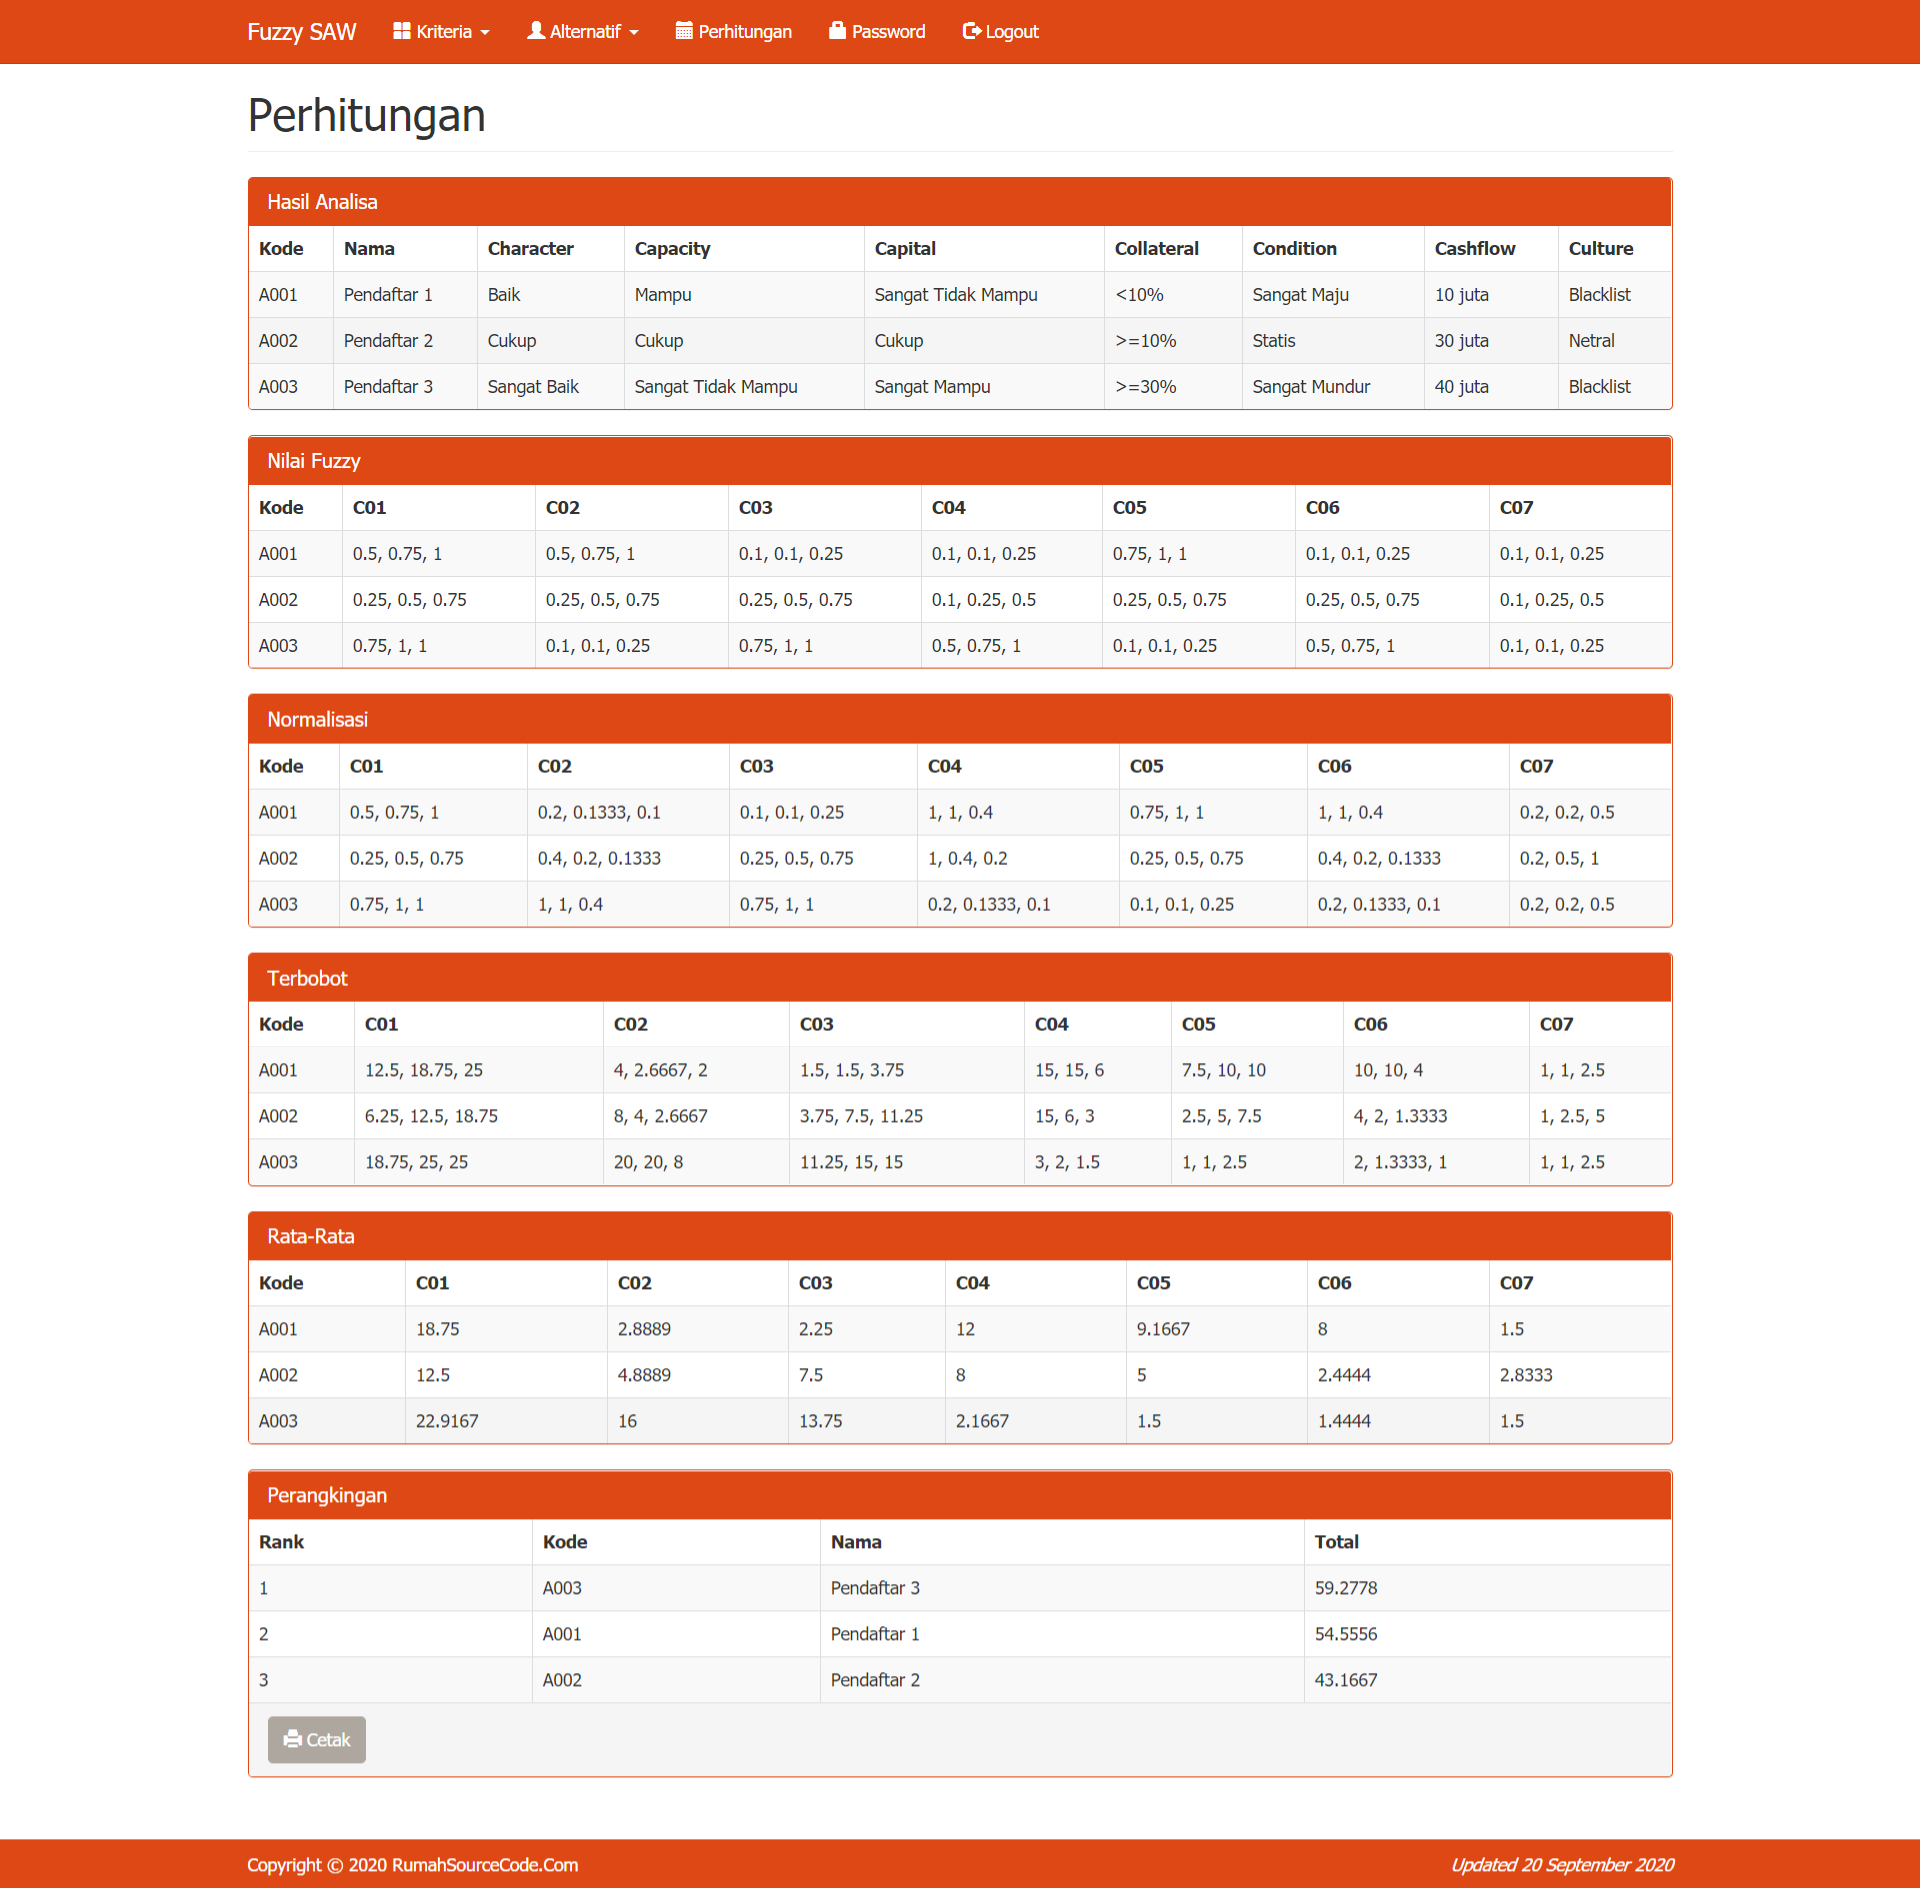 Fuzzy SAW Kriteria Alternatif Perhitungan Password Logout
Perhitungan
Hasil Analisa
Kode Nama Character Capacity Capital Collateral Condition Cashflow Culture
A001 Pendaftar 1 Baik Mampu Sangat Tidak Mampu <10% Sangat Maju 10 juta Blacklist
A002 Pendaftar 2 Cukup Cukup Cukup >=10% Statis 30 juta Netral
A003 Pendaftar 3 Sangat Baik Sangat Tidak Mampu Sangat Mampu >=30% Sangat Mundur 40 juta Blacklist
Nilai Fuzzy
Kode C01 C02 C03 C04 C05 C06 C07
A001 0.5, 0.75, 1 0.5, 0.75, 1 0.1, 0.1, 0.25 0.1, 0.1, 0.25 0.75, 1, 1 0.1, 0.1, 0.25 0.1, 0.1, 0.25
A002 0.25, 0.5, 0.75 0.25, 0.5, 0.75 0.25, 0.5, 0.75 0.1, 0.25, 0.5 0.25, 0.5, 0.75 0.25, 0.5, 0.75 0.1, 0.25, 0.5
A003 0.75, 1, 1 0.1, 0.1, 0.25 0.75, 1, 1 0.5, 0.75, 1 0.1, 0.1, 0.25 0.5, 0.75, 1 0.1, 0.1, 0.25
Normalisasi
Kode C01 C02 C03 C04 C05 C06 C07
A001 0.5, 0.75, 1 0.2, 0.1333, 0.1 0.1, 0.1, 0.25 1, 1, 0.4 0.75, 1, 1 1, 1, 0.4 0.2, 0.2, 0.5
A002 0.25, 0.5, 0.75 0.4, 0.2, 0.1333 0.25, 0.5, 0.75 1, 0.4, 0.2 0.25, 0.5, 0.75 0.4, 0.2, 0.1333 0.2, 0.5, 1
A003 0.75, 1, 1 1, 1, 0.4 0.75, 1, 1 0.2, 0.1333, 0.1 0.1, 0.1, 0.25 0.2, 0.1333, 0.1 0.2, 0.2, 0.5
Terbobot
Kode C01 C02 C03 C04 C05 C06 C07
A001 12.5, 18.75, 25 4, 2.6667, 2 1.5, 1.5, 3.75 15, 15, 6 7.5, 10, 10 10, 10, 4 1, 1, 2.5
A002 6.25, 12.5, 18.75 8, 4, 2.6667 3.75, 7.5, 11.25 15, 6, 3 2.5, 5, 7.5 4, 2, 1.3333 1, 2.5, 5
A003 18.75, 25, 25 20, 20, 8 11.25, 15, 15 3, 2, 1.5 1, 1, 2.5 2, 1.3333, 1 1, 1, 2.5
Rata-Rata
Kode C01 C02 C03 C04 C05 C06 C07
A001 18.75 2.8889 2.25 12 9.1667 8 1.5
A002 12.5 4.8889 7.5 8 5 2.4444 2.8333
A003 22.9167 16 13.75 2.1667 1.5 1.4444 1.5
Perangkingan
Rank Kode Nama Total
1 A003 Pendaftar 3 59.2778
2 A001 Pendaftar 1 54.5556
3 A002 Pendaftar 2 43.1667
Cetak
Copyright © 2020 RumahSourceCode.Com Updated 20 September 2020